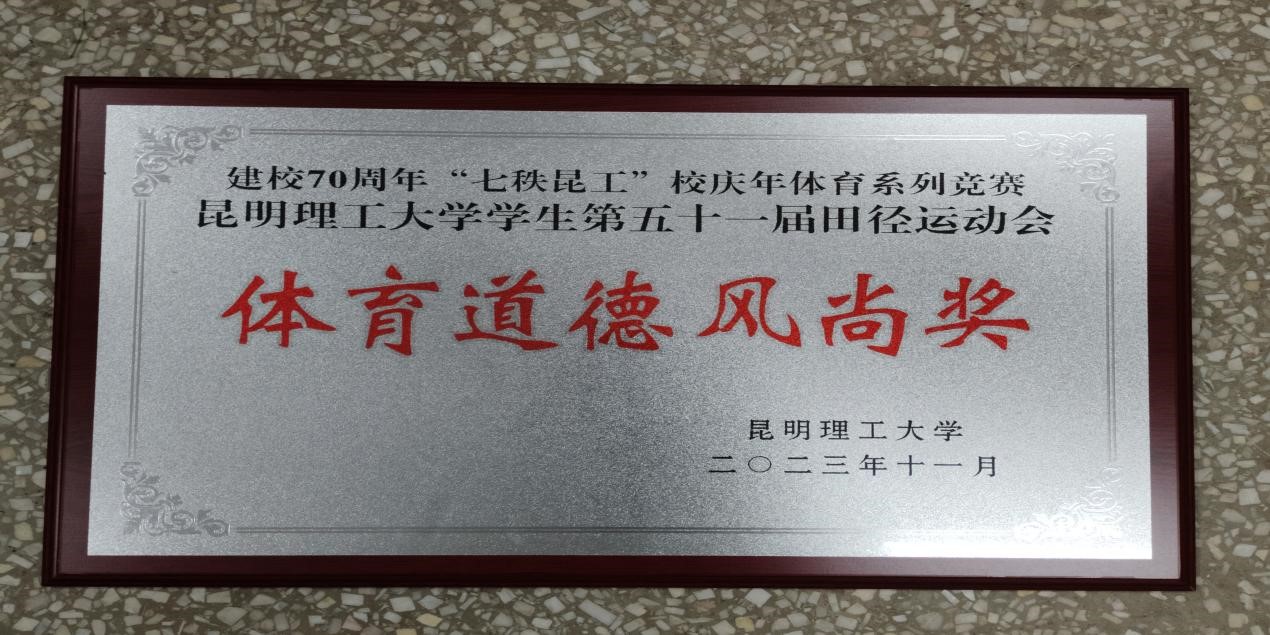 建校70周年“七秩昆工”校庆年体育系列竞赛
昆明理工大学学生第五十一届田径运动会
体育道德风尚奖
昆明理工大学
二〇二三年十一月